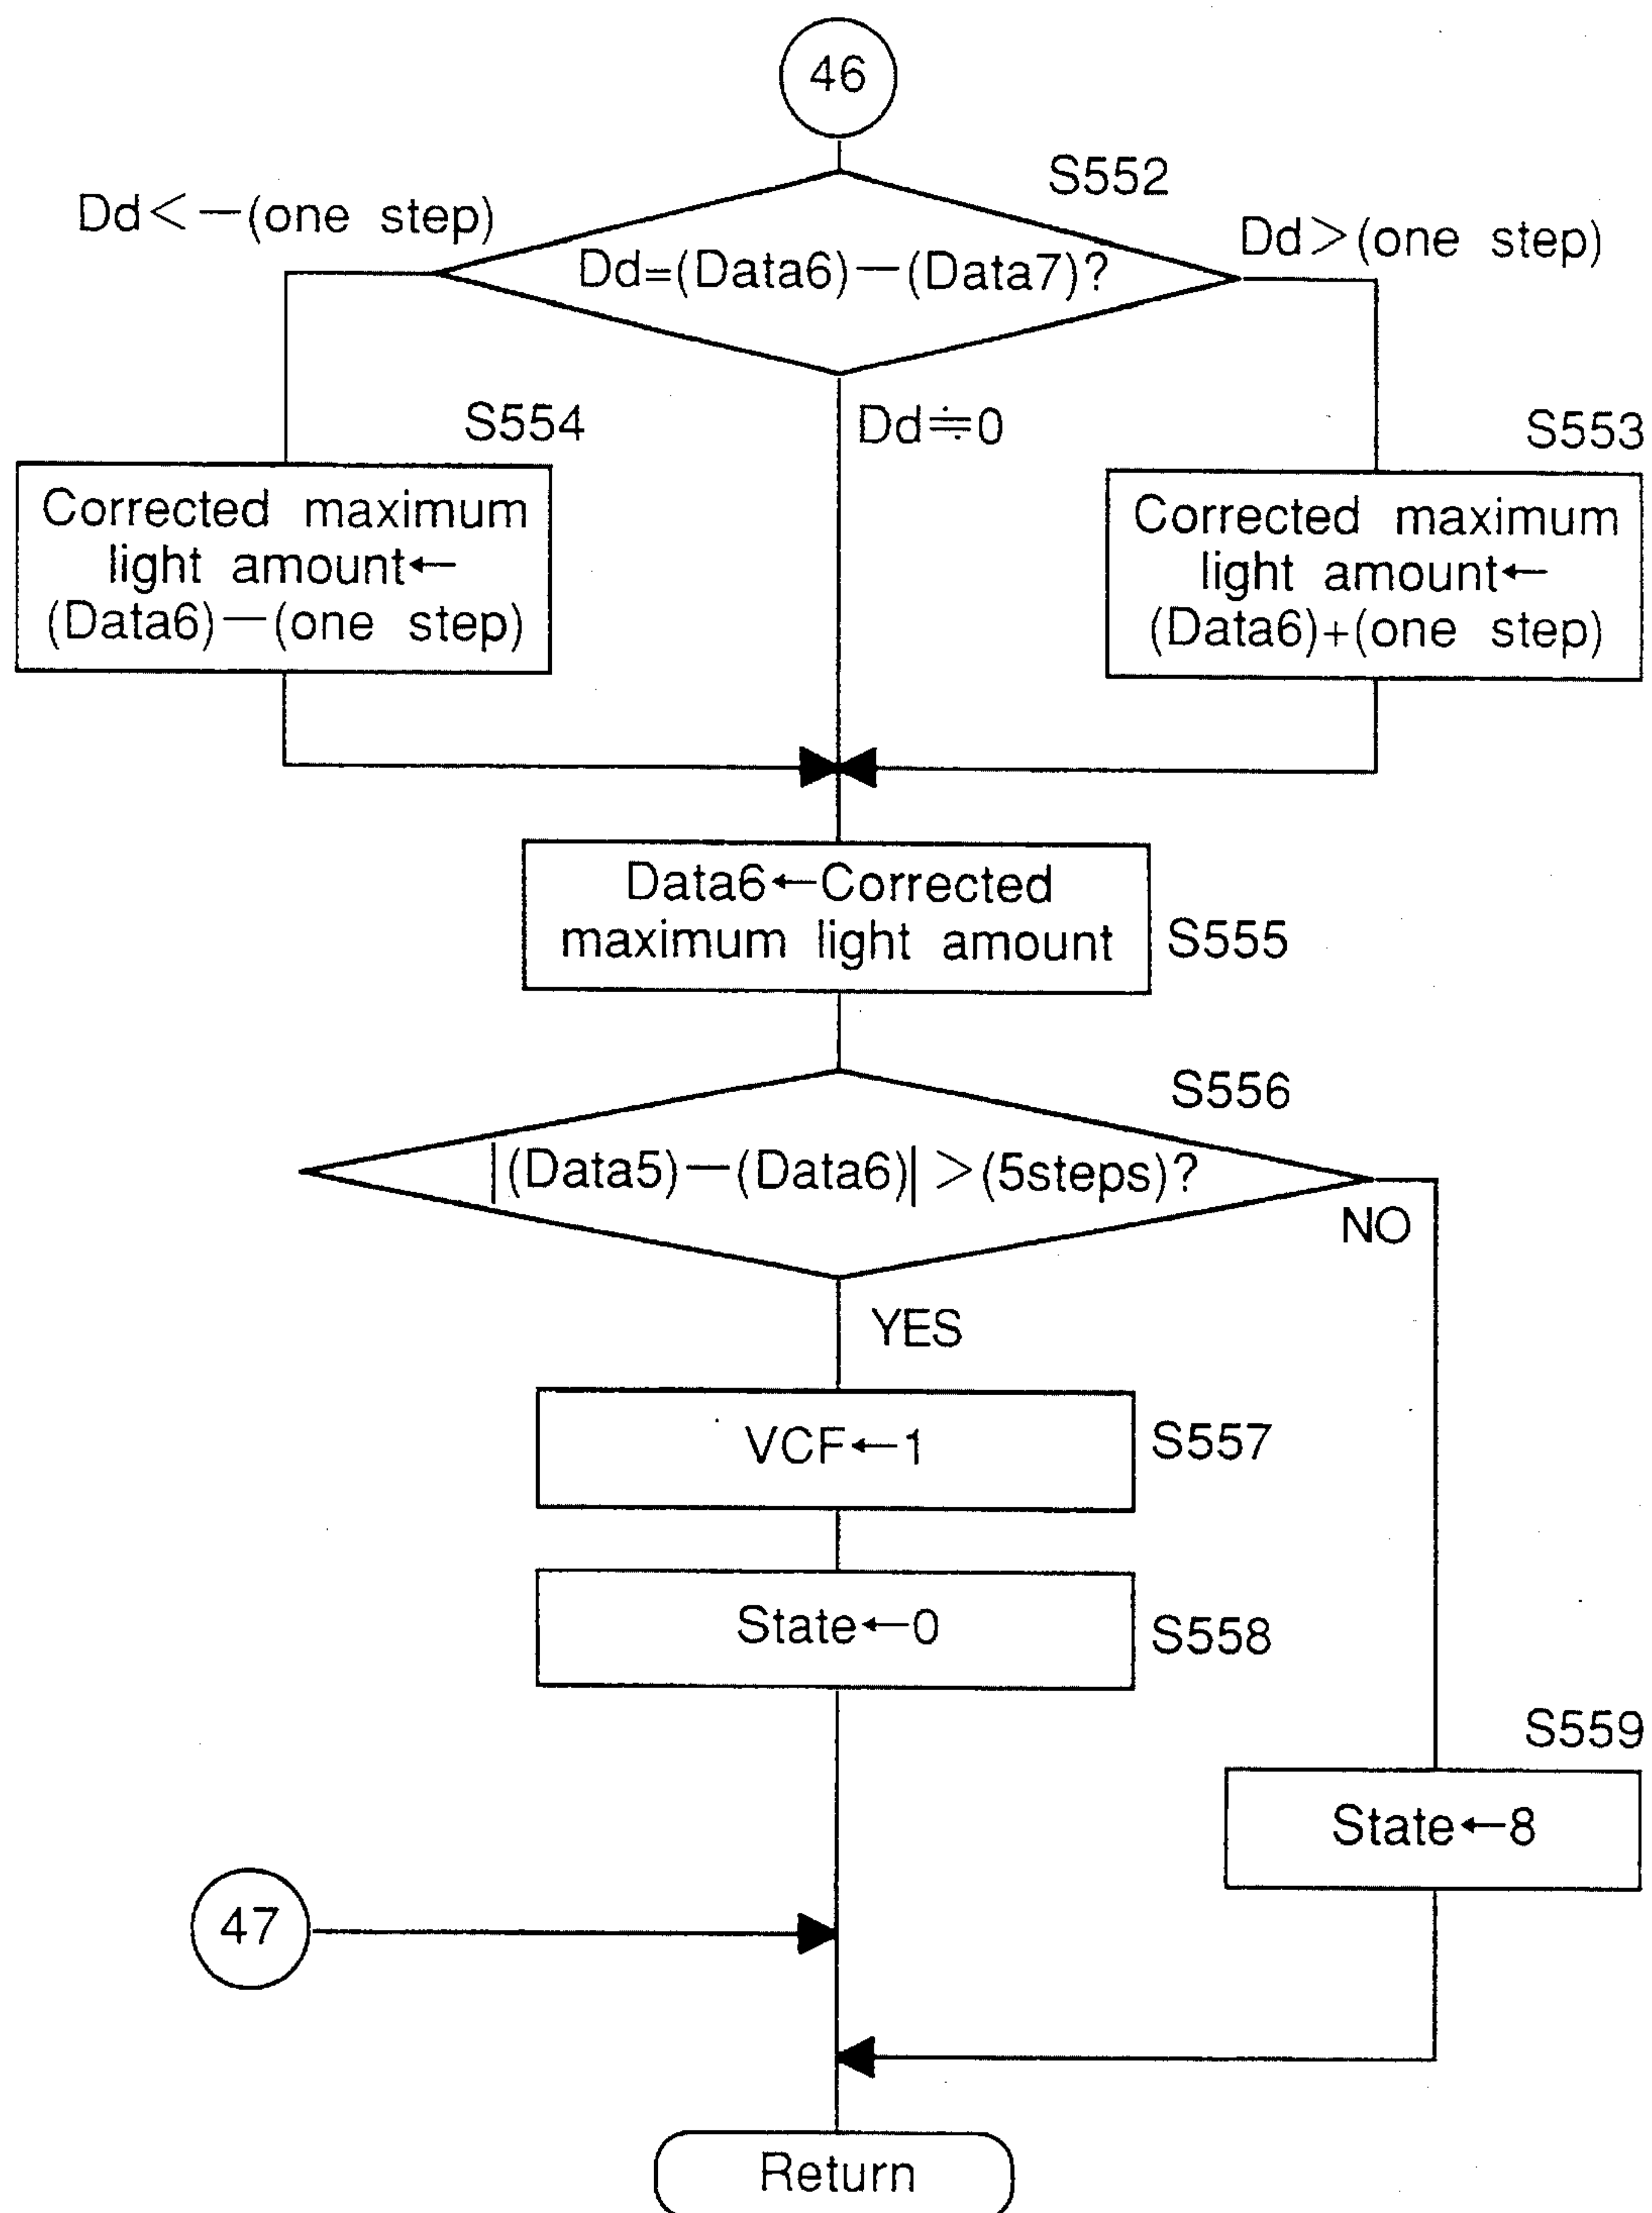 46
S552
Dd<−(one step)
Dd>(one step)
Dd=(Data6)−(Data7)?
Dd≒0
S554
S553
Corrected maximum
light amount←
(Data6)−(one step)
Corrected maximum
light amount←
(Data6)+(one step)
Data6←Corrected
maximum light amount
S555
S556
|(Data5)−(Data6)|>(5steps)?
NO
YES
VCF←1
S557
State←0
S558
S559
State←8
47
Return